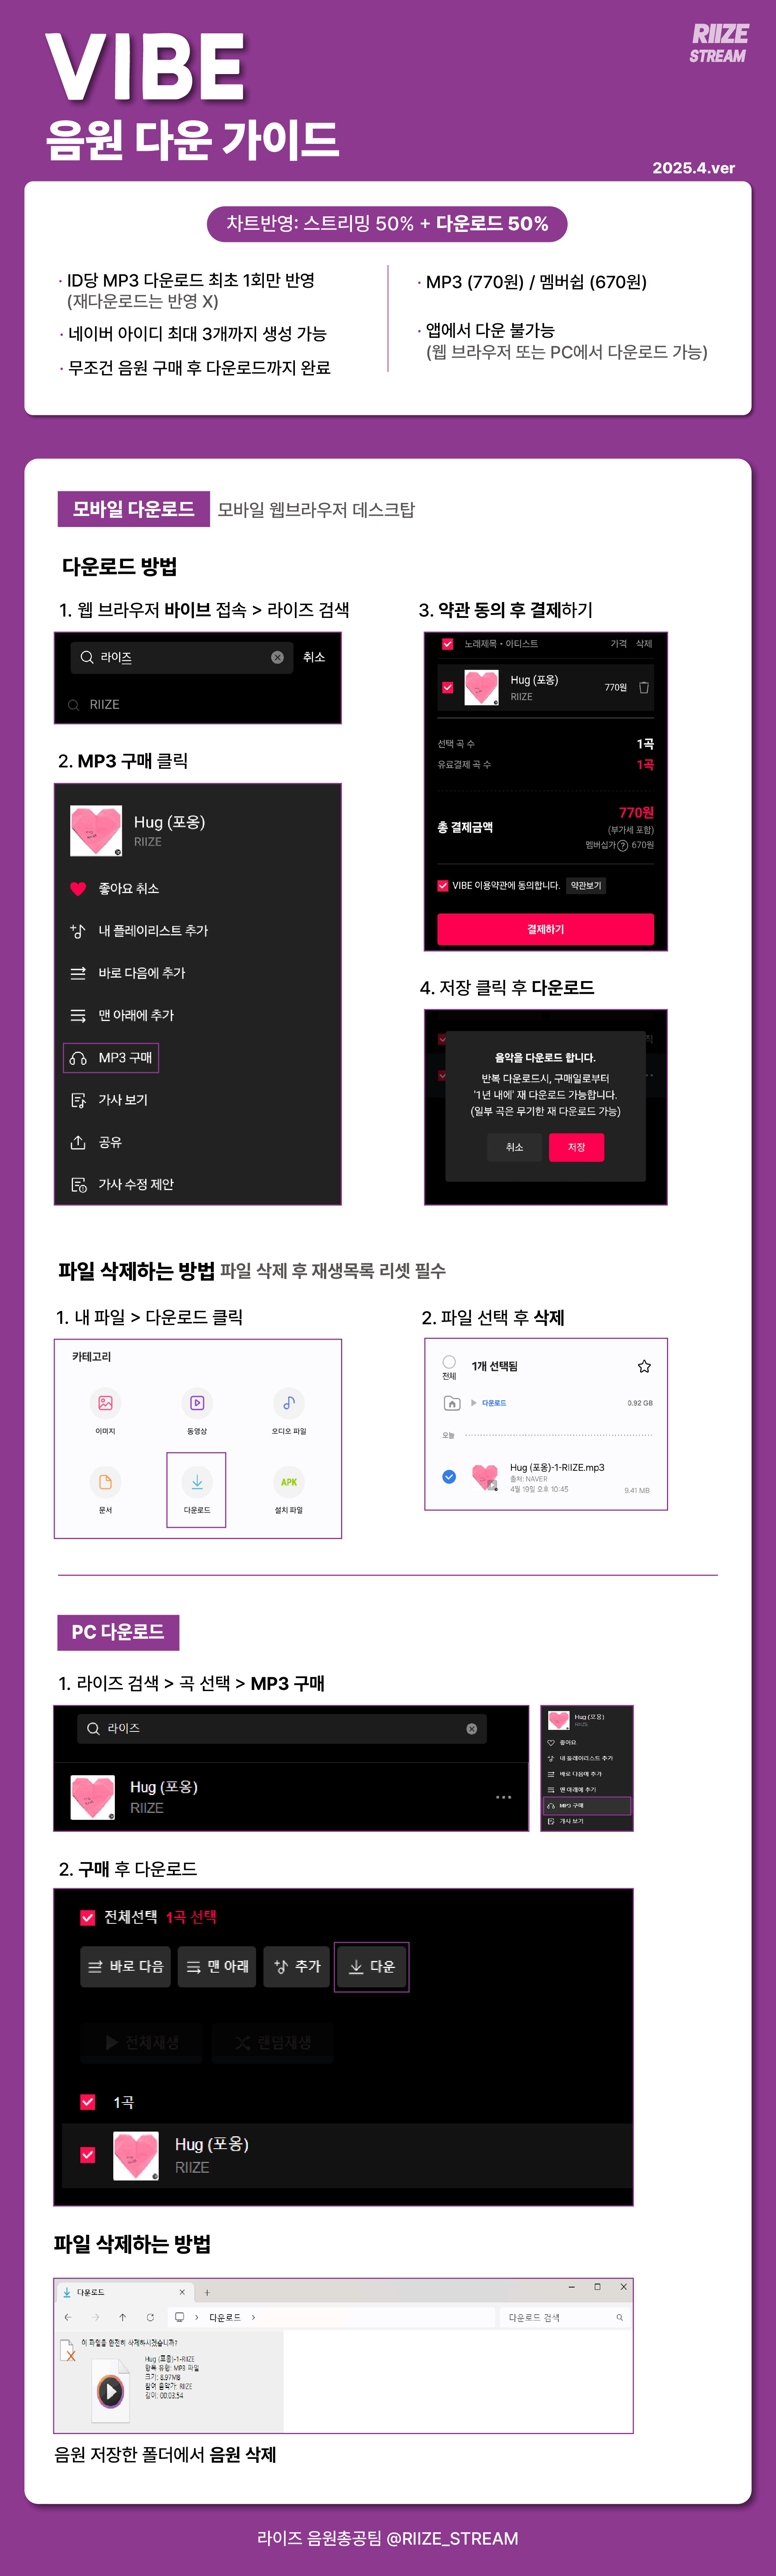 VIBE
음원 다운 가이드
RIIZE
STREAM
2025.4.ver
차트반영: 스트리밍 50% + 다운로드 50%
· ID당 MP3 다운로드 최초 1회만 반영
(재다운로드는 반영 X)
· 네이버 아이디 최대 3개까지 생성 가능
· 무조건 음원 구매 후 다운로드까지 완료
· MP3 (770원) / 멤버쉽 (670원)
· 앱에서 다운 불가능
(웹 브라우저 또는 PC에서 다운로드 가능)
모바일 다운로드 모바일 웹브라우저 데스크탑
다운로드 방법
1. 웹 브라우저 바이브 접속 > 라이즈 검색
라이즈 취소
RIIZE
2. MP3 구매 클릭
Hug (포옹)
RIIZE
좋아요 취소
내 플레이리스트 추가
바로 다음에 추가
맨 아래에 추가
MP3 구매
가사 보기
공유
가사 수정 제안
3. 약관 동의 후 결제하기
노래제목 • 아티스트 가격 삭제
Hug (포옹)
RIIZE
770원
선택 곡 수 1곡
유료결제 곡 수 1곡
총 결제금액
770원
(부가세 포함)
멤버십가 ? 670원
VIBE 이용약관에 동의합니다. 약관보기
결제하기
4. 저장 클릭 후 다운로드
음악을 다운로드 합니다.
반복 다운로드시, 구매일로부터
'1년 내에' 재 다운로드 가능합니다.
(일부 곡은 무기한 재 다운로드 가능)
취소 저장
파일 삭제하는 방법 파일 삭제 후 재생목록 리셋 필수
1. 내 파일 > 다운로드 클릭
카테고리
이미지 동영상 오디오 파일
APK
문서 다운로드 설치 파일
2. 파일 선택 후 삭제
전체
1개 선택됨
다운로드 0.92 GB
오늘
Hug (포옹)-1-RIIZE.mp3
출처: NAVER
4월 19일 오후 10:45 9.41 MB
PC 다운로드
1. 라이즈 검색 > 곡 선택 > MP3 구매
라이즈
Hug (포옹)
RIIZE
Hug (포옹)
RIIZE
좋아요
내 플레이리스트 추가
바로 다음에 추가
맨 아래에 추가
MP3 구매
가사 보기
2. 구매 후 다운로드
전체선택 1곡 선택
바로 다음 맨 아래 추가 다운
전체재생 랜덤재생
1곡
Hug (포옹)
RIIZE
파일 삭제하는 방법
다운로드
다운로드 다운로드 검색
이 파일을 완전히 삭제하시겠습니까?
Hug (포옹)-1-RIIZE
항목 유형: MP3 파일
크기: 8.97MB
참여 음악가: RIIZE
길이: 00:03:54
음원 저장한 폴더에서 음원 삭제
라이즈 음원총공팀 @RIIZE_STREAM